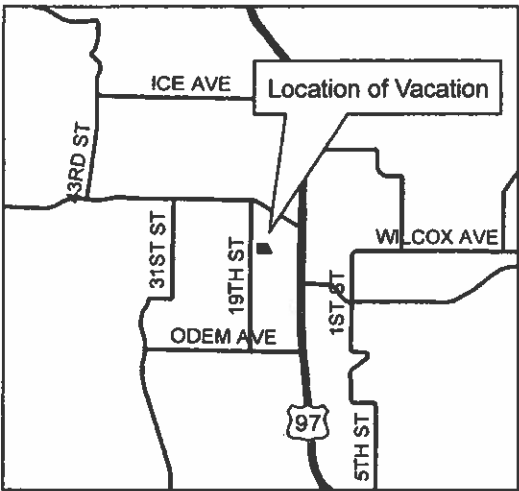 ICE AVE
Location of Vacation
43RD ST
31ST ST
19TH ST
WILCOX AVE
1ST ST
ODEM AVE
97
5TH ST